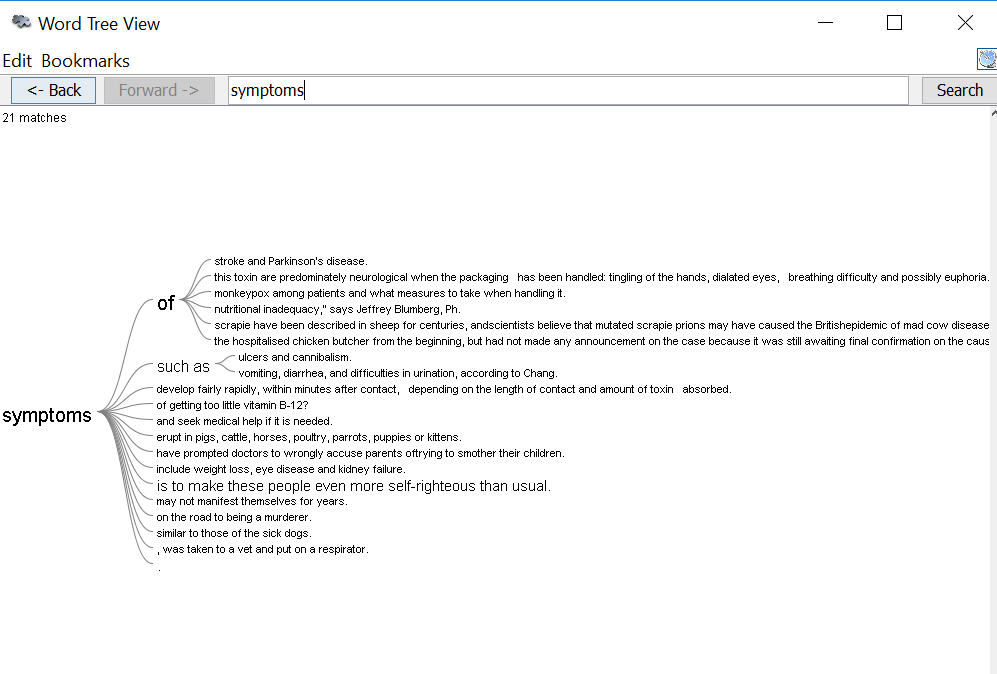 Word Tree View
Edit Bookmarks
<- Back Forward -> symptoms Search
21 matches
stroke and Parkinson's disease.
this toxin are predominately neurological when the packaging has been handled: tingling of the hands, dialated eyes, breathing difficulty and possibly euphoria.
monkeypox among patients and what measures to take when handling it.
of
nutritional inadequacy," says Jeffrey Blumberg, Ph.
scrapie have been described in sheep for centuries, andscientists believe that mutated scrapie prions may have caused the Britishepidemic of mad cow disease
the hospitalised chicken butcher from the beginning, but had not made any announcement on the case because it was still awaiting final confirmation on the caus
ulcers and cannibalism.
such as
vomiting, diarrhea, and difficulties in urination, according to Chang.
develop fairly rapidly, within minutes after contact, depending on the length of contact and amount of toxin absorbed.
of getting too little vitamin B-12?
symptoms
and seek medical help if it is needed.
erupt in pigs, cattle, horses, poultry, parrots, puppies or kittens.
have prompted doctors to wrongly accuse parents oftrying to smother their children.
include weight loss, eye disease and kidney failure.
is to make these people even more self-righteous than usual.
may not manifest themselves for years.
on the road to being a murderer.
similar to those of the sick dogs.
, was taken to a vet and put on a respirator.
.